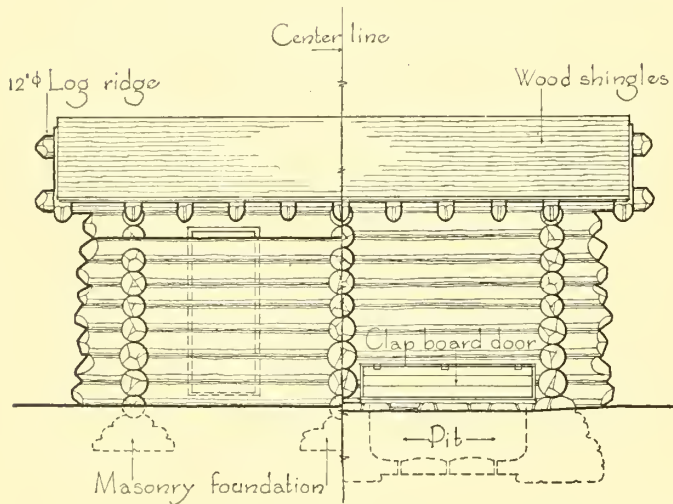 Center line
12"ϕ Log ridge
Wood shingles
Clap board door
Pit
Masonry foundation